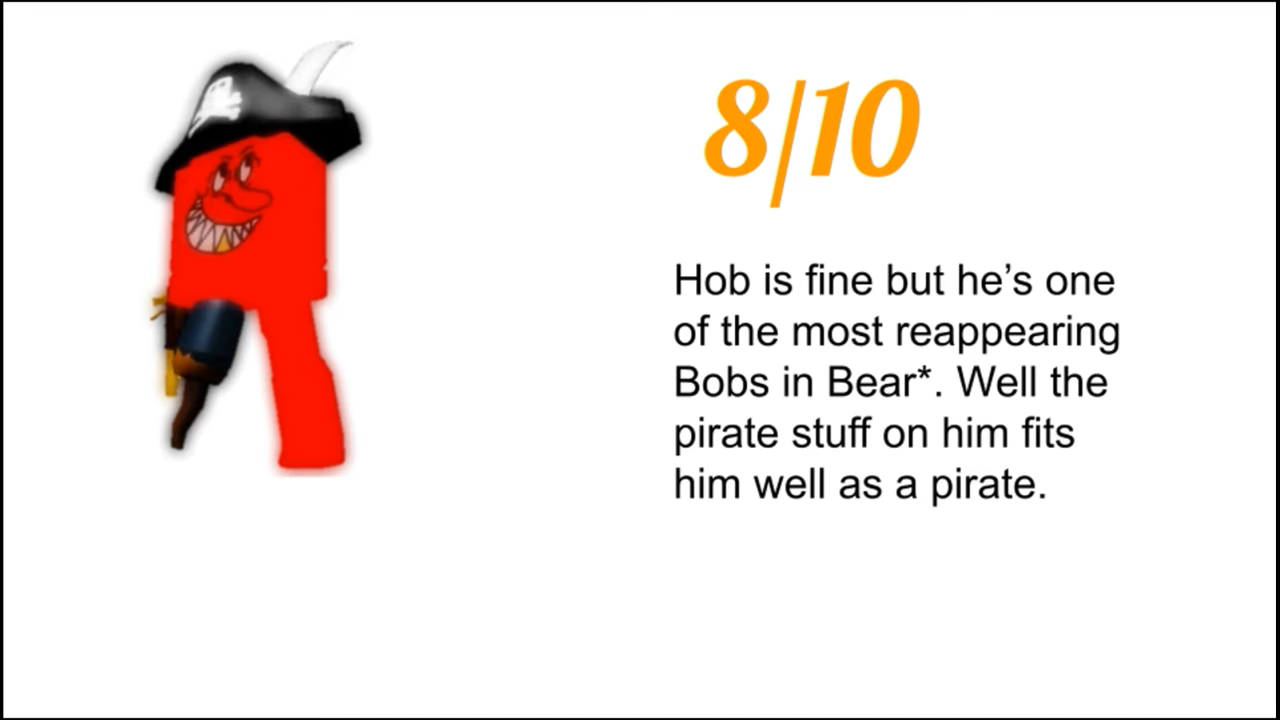 8/10
Hob is fine but he’s one
of the most reappearing
Bobs in Bear*. Well the
pirate stuff on him fits
him well as a pirate.